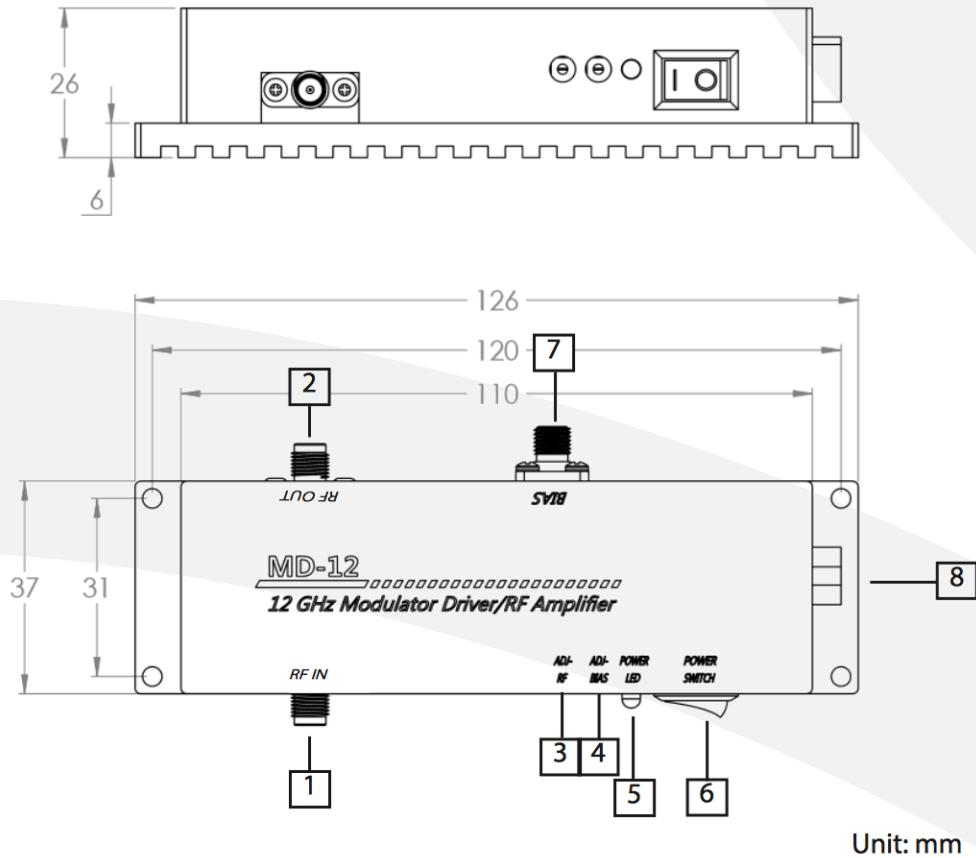 26
6
126
120
7
2
110
RF OUT
BIAS
MD-12
37
31
8
12 GHz Modulator Driver/RF Amplifier
ADJ- ADJ- POWER POWER
RF IN RF BIAS LED SWITCH
3 4
1 5 6
Unit: mm